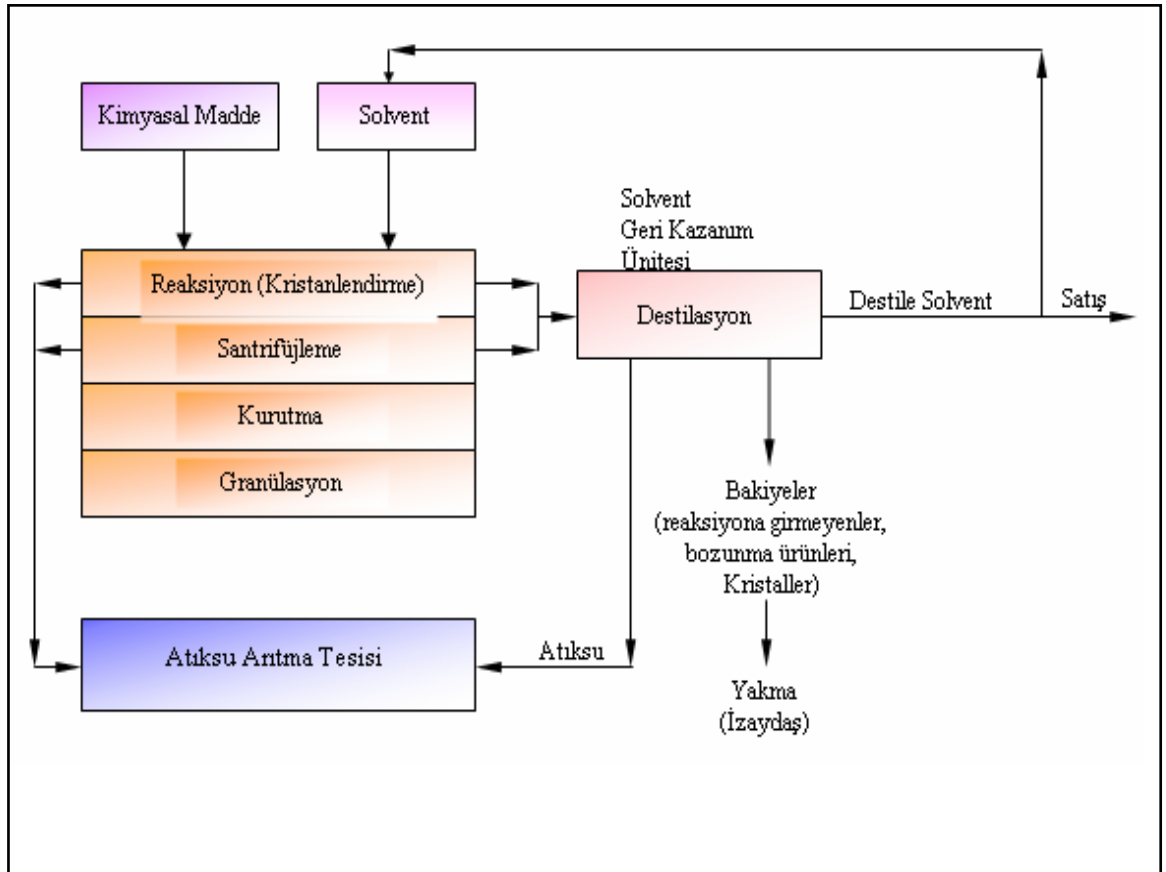 Kimyasal Madde
Solvent
Solvent
Geri Kazanım
Ünitesi
Reaksiyon (Kristanlendirme)
Santrifüjleme
Kurutma
Granülasyon
Destilasyon
Destile Solvent
Satış
Bakiyeler
(reaksiyona girmeyenler,
bozunma ürünleri,
Kristaller)
Atıksu Arıtma Tesisi
Atıksu
Yakma
(İzaydaş)